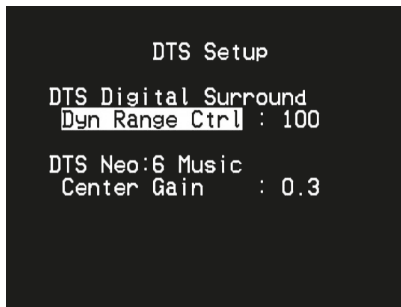 DTS Setup
DTS Digital Surround
Dyn Range Ctrl : 100
DTS Neo:6 Music
Center Gain : 0.3